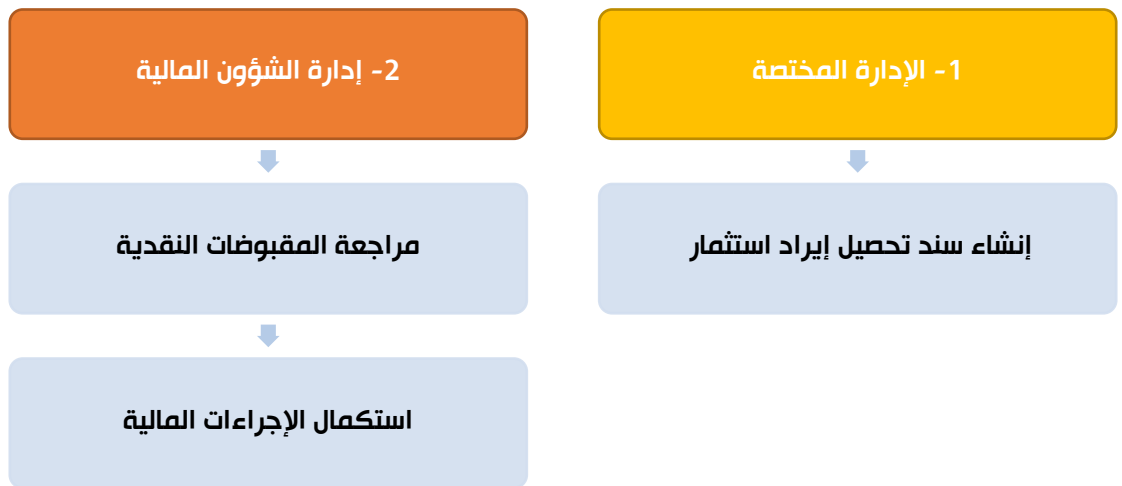 1- الإدارة المختصة
إنشاء سند تحصيل إيراد استثمار
2- إدارة الشؤون المالية
مراجعة المقبوضات النقدية
استكمال الإجراءات المالية